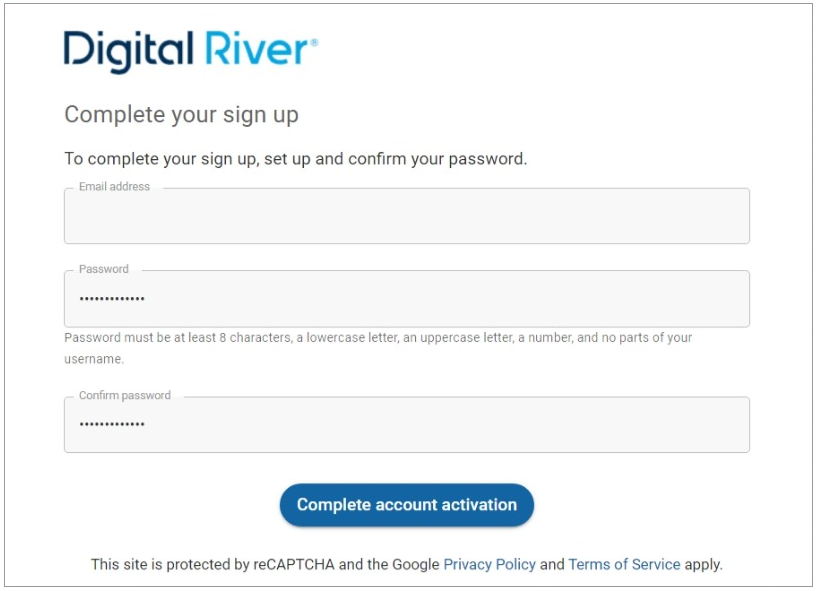 Digital River®
Complete your sign up
To complete your sign up, set up and confirm your password.
Email address
Password
•••••••••••••
Password must be at least 8 characters, a lowercase letter, an uppercase letter, a number, and no parts of your
username.
Confirm password
•••••••••••••
Complete account activation
This site is protected by reCAPTCHA and the Google Privacy Policy and Terms of Service apply.